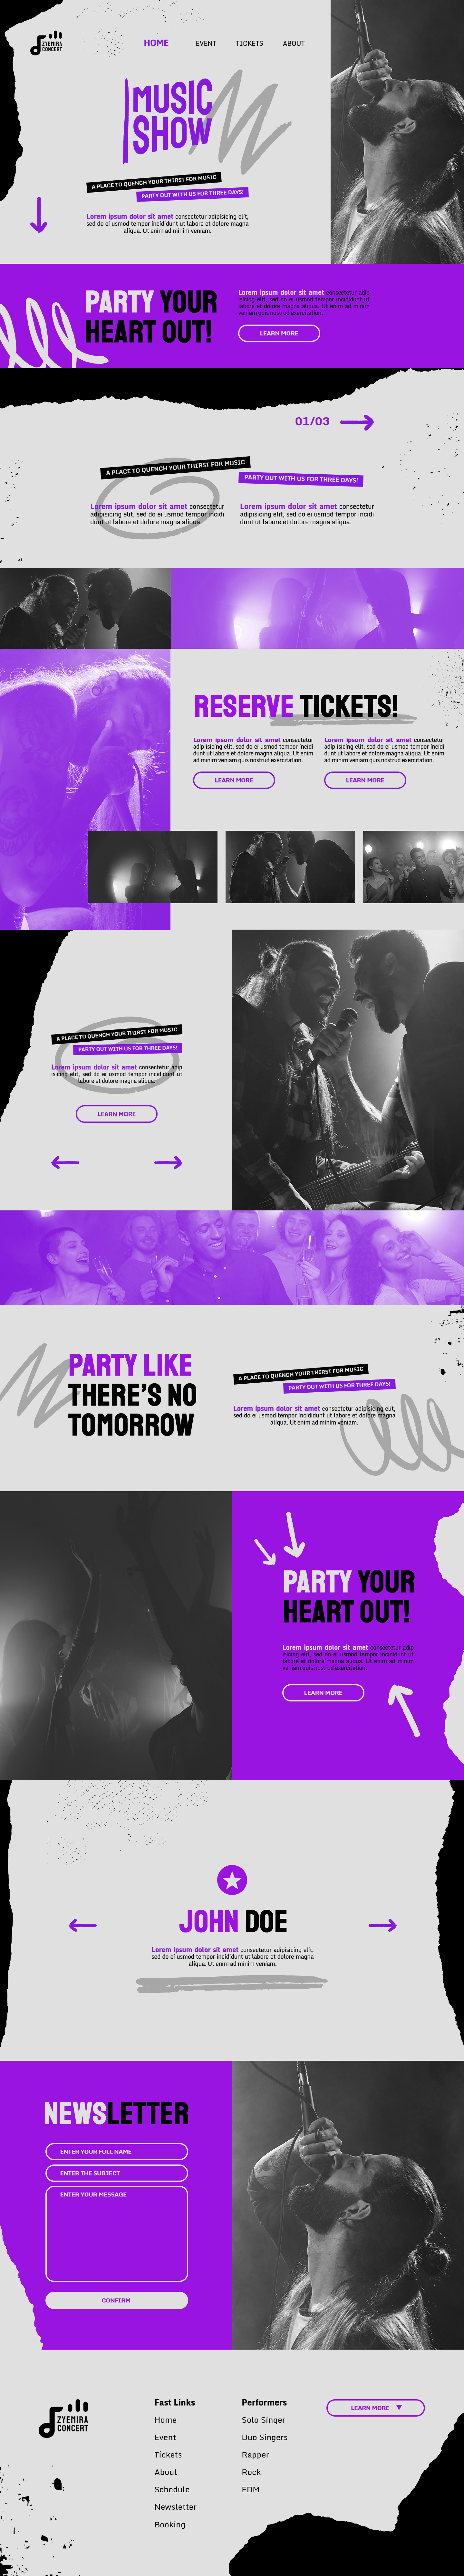 ZYEMIRA
CONCERT
HOME EVENT TICKETS ABOUT
MUSIC
SHOW
A PLACE TO QUENCH YOUR THIRST FOR MUSIC
PARTY OUT WITH US FOR THREE DAYS!
Lorem ipsum dolor sit amet consectetur adipisicing elit,
sed do ei usmod tempor incididunt ut labore et dolore magna
aliqua. Ut enim ad minim veniam.
PARTY YOUR
HEART OUT!
Lorem ipsum dolor sit amet consectetur adip
isicing elit, sed do ei usmod tempor incididunt ut
labore et dolore magna aliqua. Ut enim ad minim
veniam quis nostrud exercitation.
LEARN MORE
01/03
A PLACE TO QUENCH YOUR THIRST FOR MUSIC
Lorem ipsum dolor sit amet consectetur
adipisicing elit, sed do ei usmod tempor incidi
dunt ut labore et dolore magna aliqua.
PARTY OUT WITH US FOR THREE DAYS!
Lorem ipsum dolor sit amet consectetur
adipisicing elit, sed do ei usmod tempor incidi
dunt ut labore et dolore magna aliqua.
RESERVE TICKETS!
Lorem ipsum dolor sit amet consectetur
adip isicing elit, sed do ei usmod tempor incidi
dunt ut labore et dolore magna aliqua. Ut enim
ad minim veniam quis nostrud exercitation.
LEARN MORE
Lorem ipsum dolor sit amet consectetur
adip isicing elit, sed do ei usmod tempor incidi
dunt ut labore et dolore magna aliqua. Ut enim
ad minim veniam quis nostrud exercitation.
LEARN MORE
A PLACE TO QUENCH YOUR THIRST FOR MUSIC
PARTY OUT WITH US FOR THREE DAYS!
Lorem ipsum dolor sit amet consectetur adip
isicing elit, sed do ei usmod tempor incididunt ut
labore et dolore magna aliqua.
LEARN MORE
PARTY LIKE
THERE'S NO
TOMORROW
A PLACE TO QUENCH YOUR THIRST FOR MUSIC
PARTY OUT WITH US FOR THREE DAYS!
Lorem ipsum dolor sit amet consectetur adipisicing elit,
sed do ei usmod tempor incididunt ut labore et dolore magna
aliqua. Ut enim ad minim veniam.
PARTY YOUR
HEART OUT!
Lorem ipsum dolor sit amet consectetur adip
isicing elit, sed do ei usmod tempor incididunt ut
labore et dolore magna aliqua. Ut enim ad minim
veniam quis nostrud exercitation.
LEARN MORE
JOHN DOE
Lorem ipsum dolor sit amet consectetur adipisicing elit,
sed do ei usmod tempor incididunt ut labore et dolore magna
aliqua. Ut enim ad minim veniam.
NEWSLETTER
ENTER YOUR FULL NAME
ENTER THE SUBJECT
ENTER YOUR MESSAGE
CONFIRM
ZYEMIRA
CONCERT
Fast Links
Home
Event
Tickets
About
Schedule
Newsletter
Booking
Performers
Solo Singer
Duo Singers
Rapper
Rock
EDM
LEARN MORE